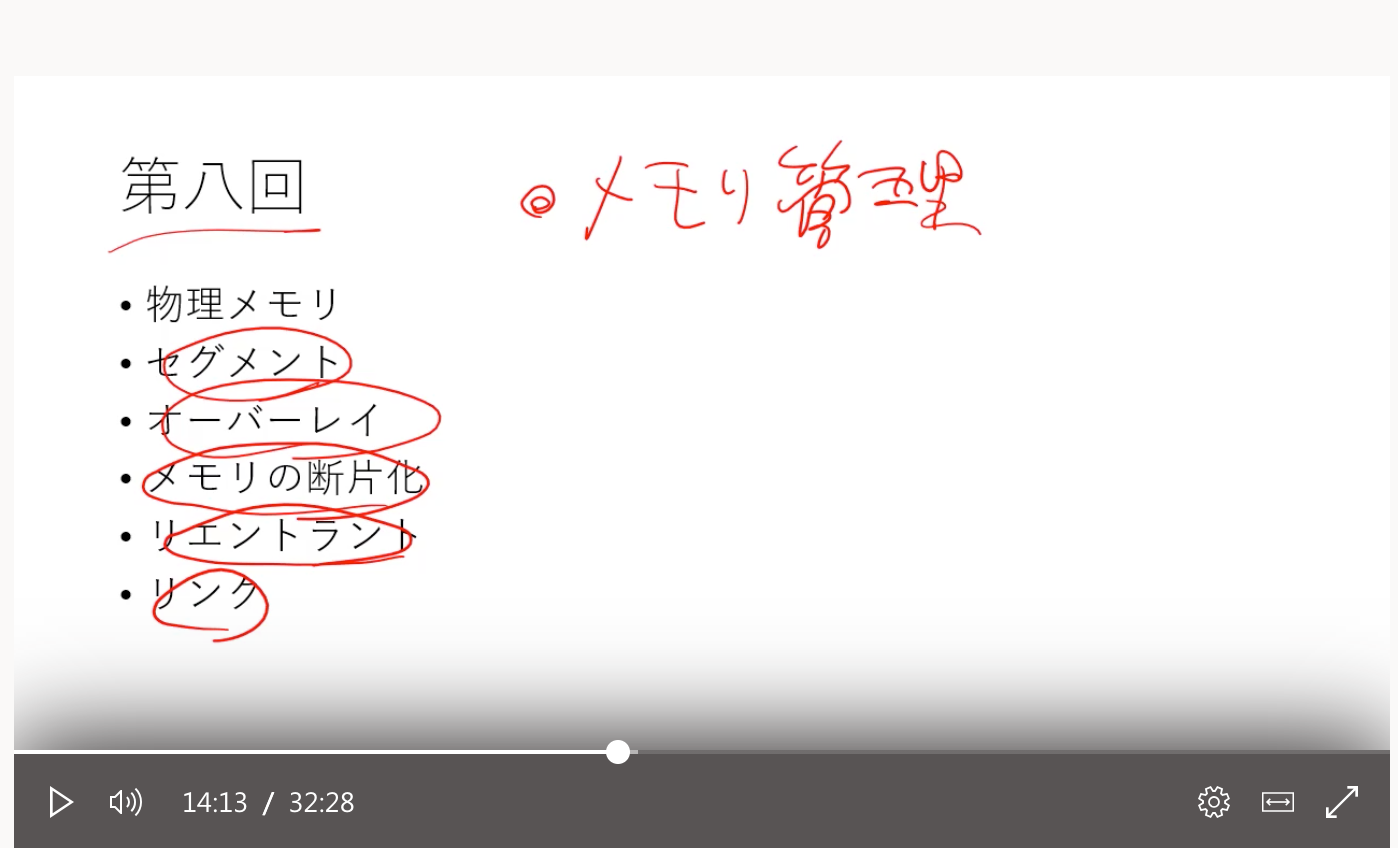 第八回
◎メモリ管理
• 物理メモリ
• セグメント
• オーバーレイ
• メモリの断片化
• リエントラント
• リンク
14:13 / 32:28